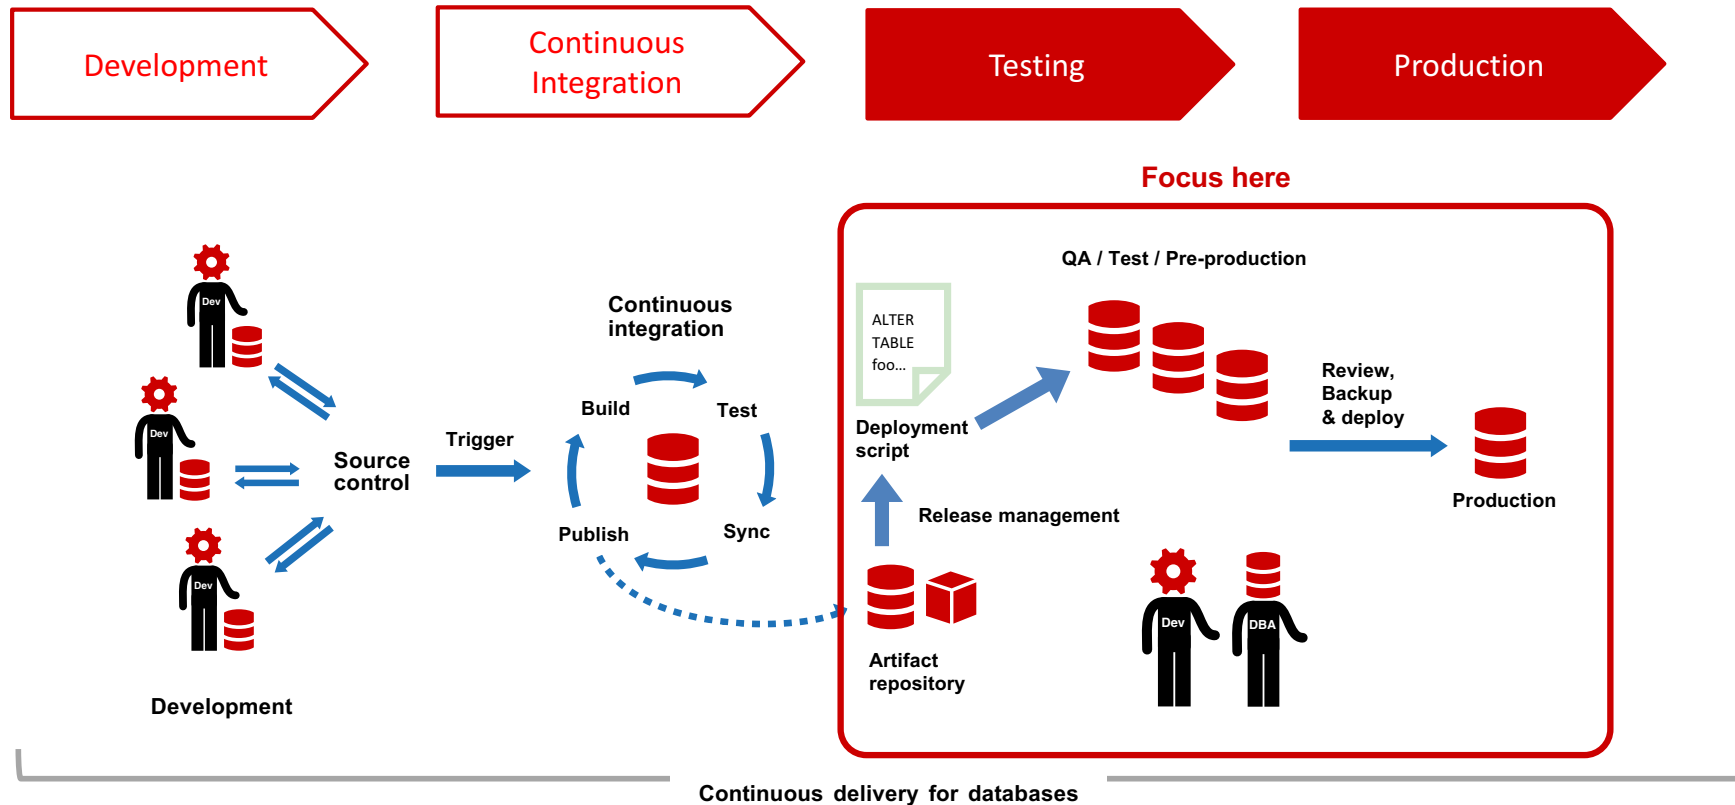 Development
Continuous
Integration
Testing
Production
Focus here
Dev
Dev
Dev
Development
Source
control
Trigger
Continuous
integration
Build
Test
Publish
Sync
ALTER
TABLE
foo...
Deployment
script
Release management
Artifact
repository
QA / Test / Pre-production
Review,
Backup
& deploy
Production
Dev
DBA
Continuous delivery for databases